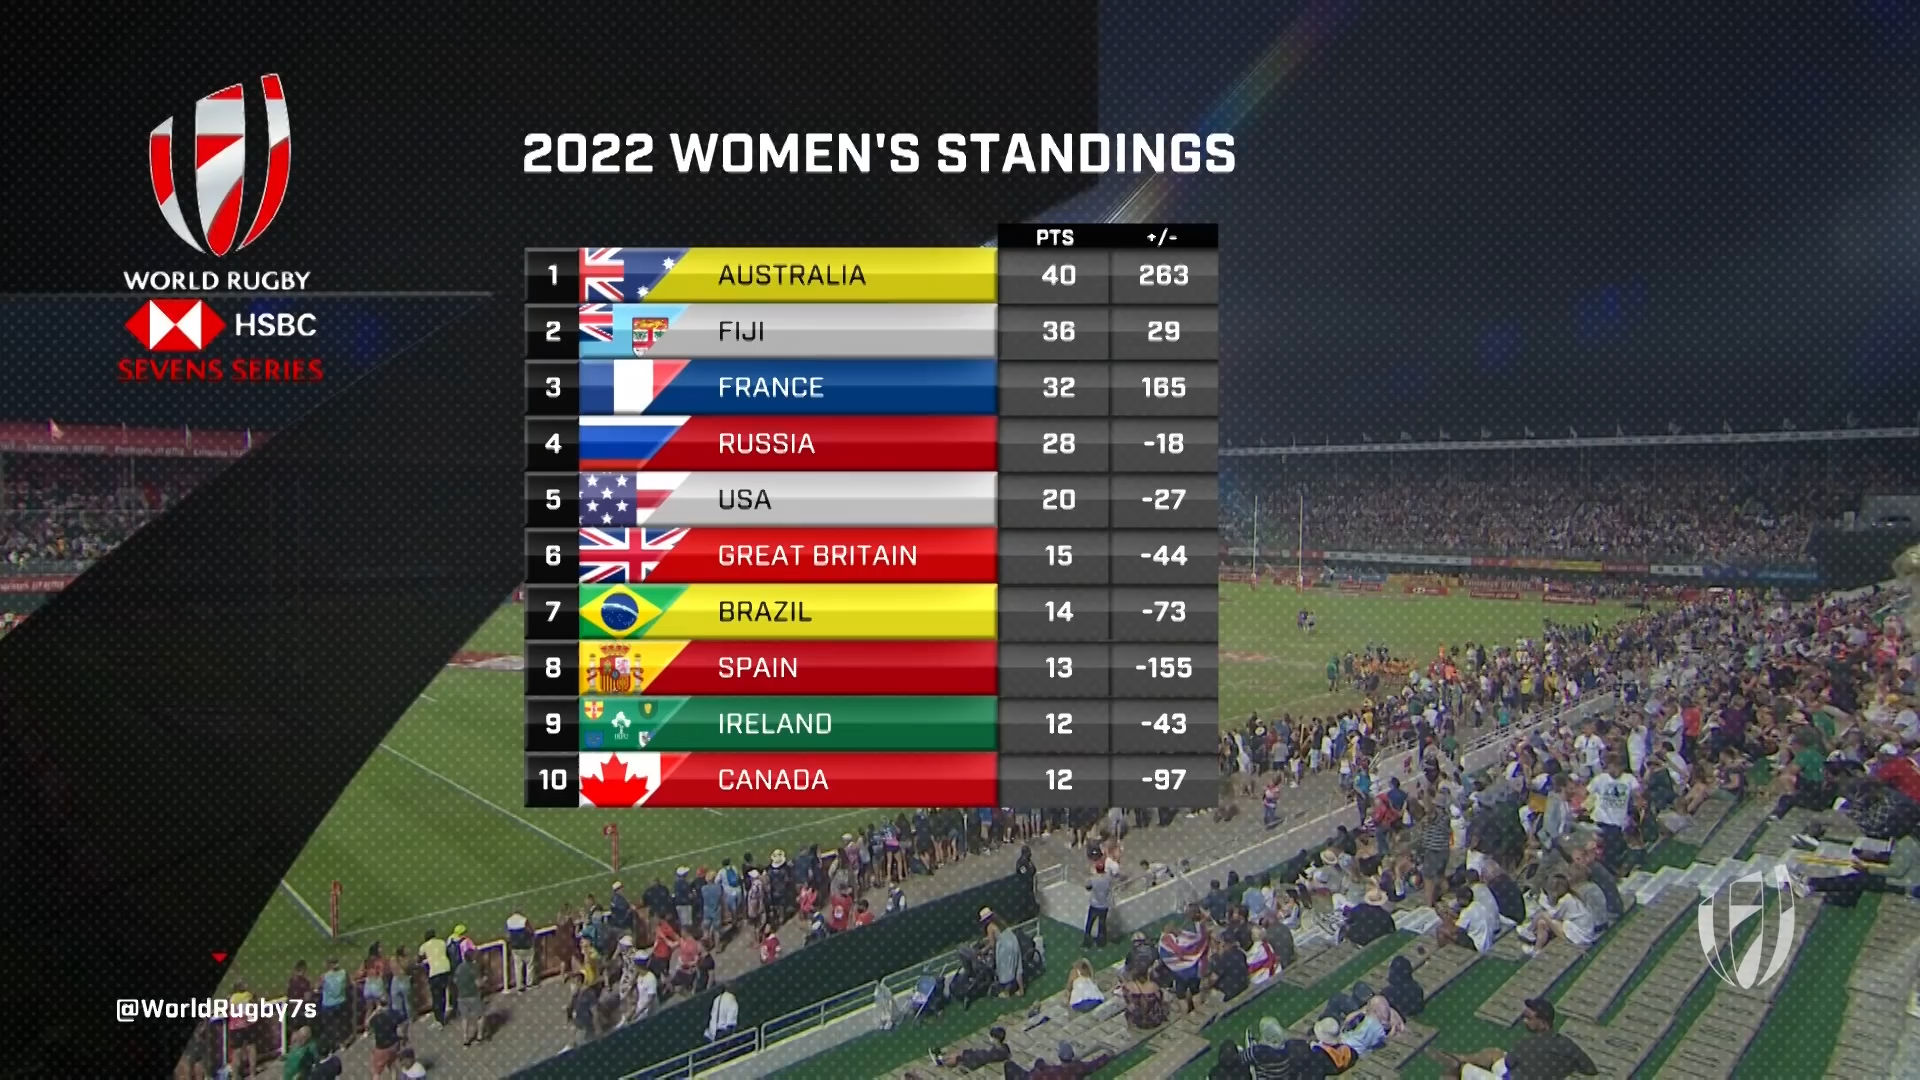 2022 WOMEN'S STANDINGS
WORLD RUGBY
HSBC
SEVENS SERIES
PTS +/-
1 AUSTRALIA 40 263
2 FIJI 36 29
3 FRANCE 32 165
4 RUSSIA 28 -18
5 USA 20 -27
6 GREAT BRITAIN 15 -44
7 BRAZIL 14 -73
8 SPAIN 13 -155
9 IRELAND 12 -43
10 CANADA 12 -97
@WorldRugby7s